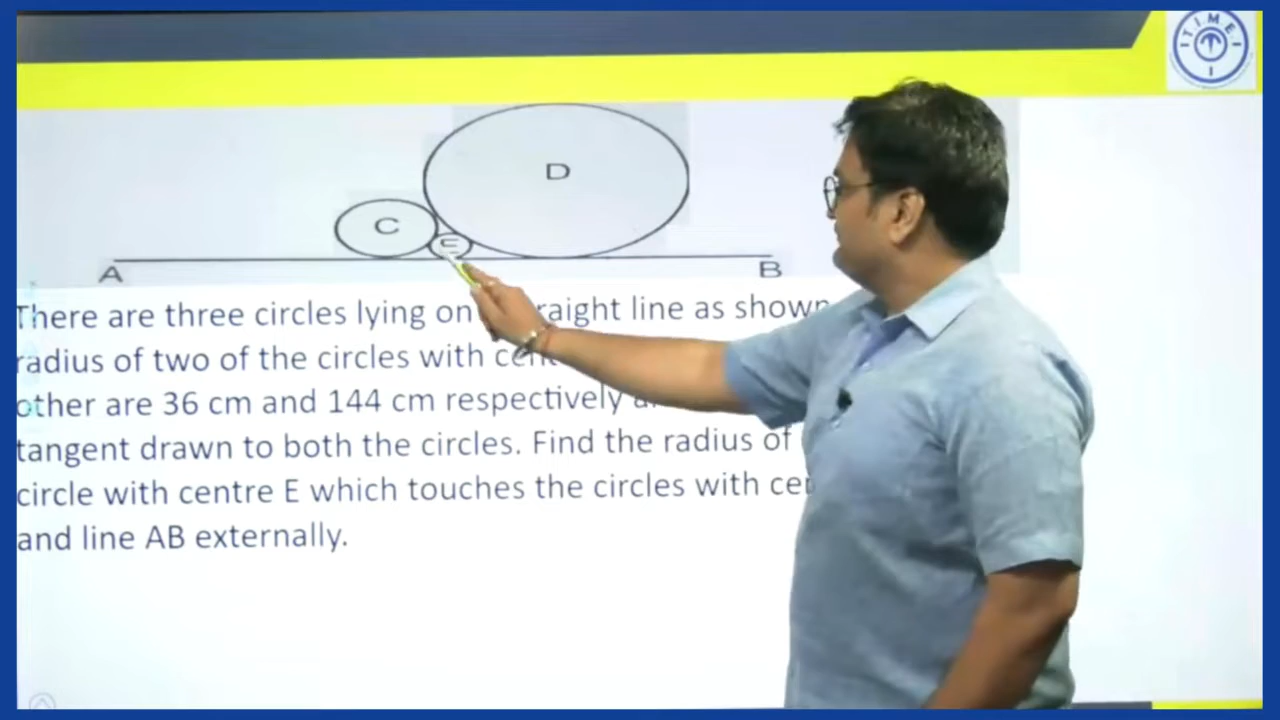 T.I.M.E.
D
C
E
A
B
There are three circles lying on raight line as shown
radius of two of the circles with
other are 36 cm and 144 cm respectively
tangent drawn to both the circles. Find the radius of
circle with centre E which touches the circles with
and line AB externally.